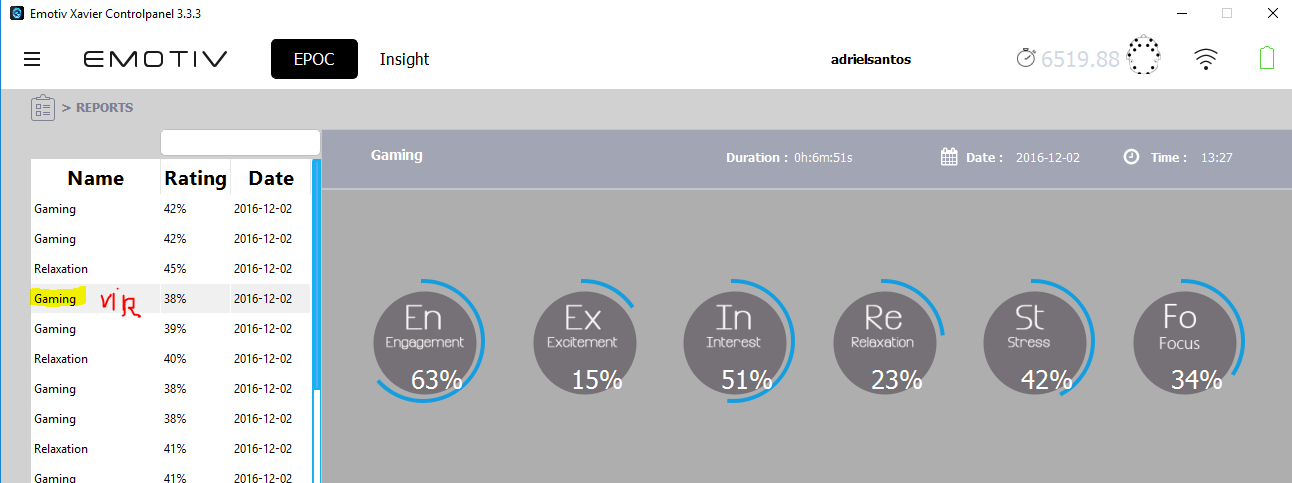 Emotiv Xavier Controlpanel 3.3.3
EMOTIV EPOC Insight adrielsantos 6519.88
> REPORTS
Gaming Duration : 0h:6m:51s Date : 2016-12-02 Time : 13:27
Name Rating Date
Gaming 42% 2016-12-02
Gaming 42% 2016-12-02
Relaxation 45% 2016-12-02
Gaming 38% 2016-12-02
Gaming 39% 2016-12-02
Relaxation 40% 2016-12-02
Gaming 38% 2016-12-02
Gaming 38% 2016-12-02
Relaxation 41% 2016-12-02
Gaming 41% 2016-12-02
En
Engagement
63%
Ex
Excitement
15%
In
Interest
51%
Re
Relaxation
23%
St
Stress
42%
Fo
Focus
34%